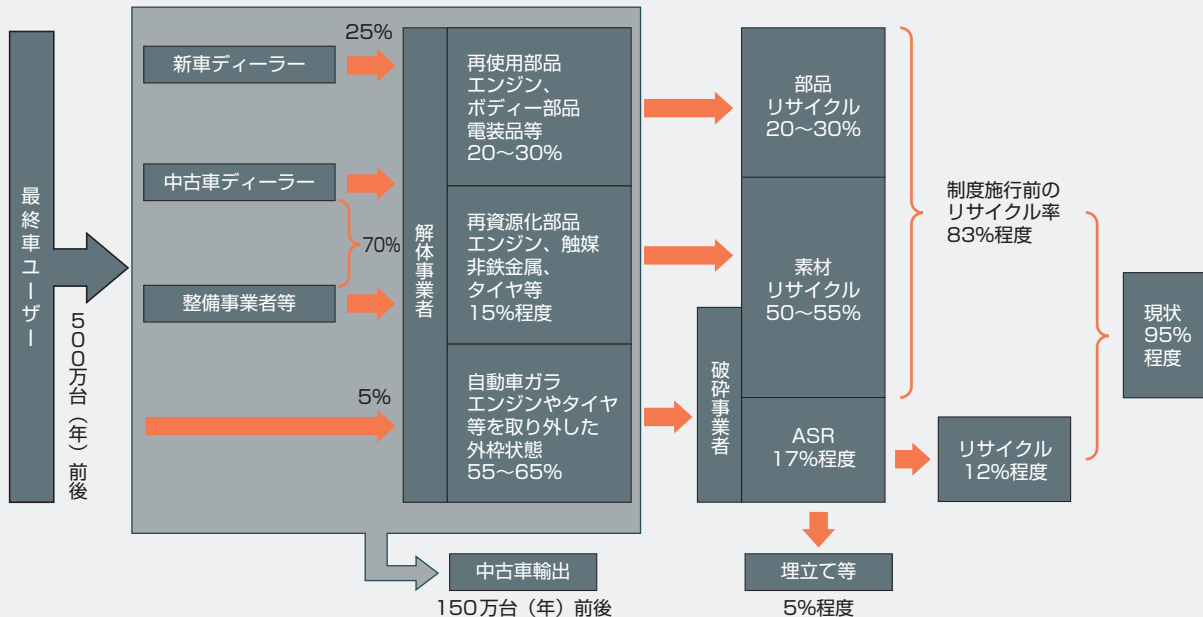 最終車ユーザー
500万台（年）前後
新車ディーラー
25%
中古車ディーラー
70%
整備事業者等
5%
解体事業者
再使用部品
エンジン、
ボディー部品
電装品等
20～30%
再資源化部品
エンジン、触媒
非鉄金属、
タイヤ等
15%程度
自動車ガラ
エンジンやタイヤ
等を取り外した
外枠状態
55～65%
中古車輸出
150万台（年）前後
破砕事業者
部品
リサイクル
20～30%
素材
リサイクル
50～55%
ASR
17%程度
埋立て等
5%程度
制度施行前の
リサイクル率
83%程度
リサイクル
12%程度
現状
95%
程度